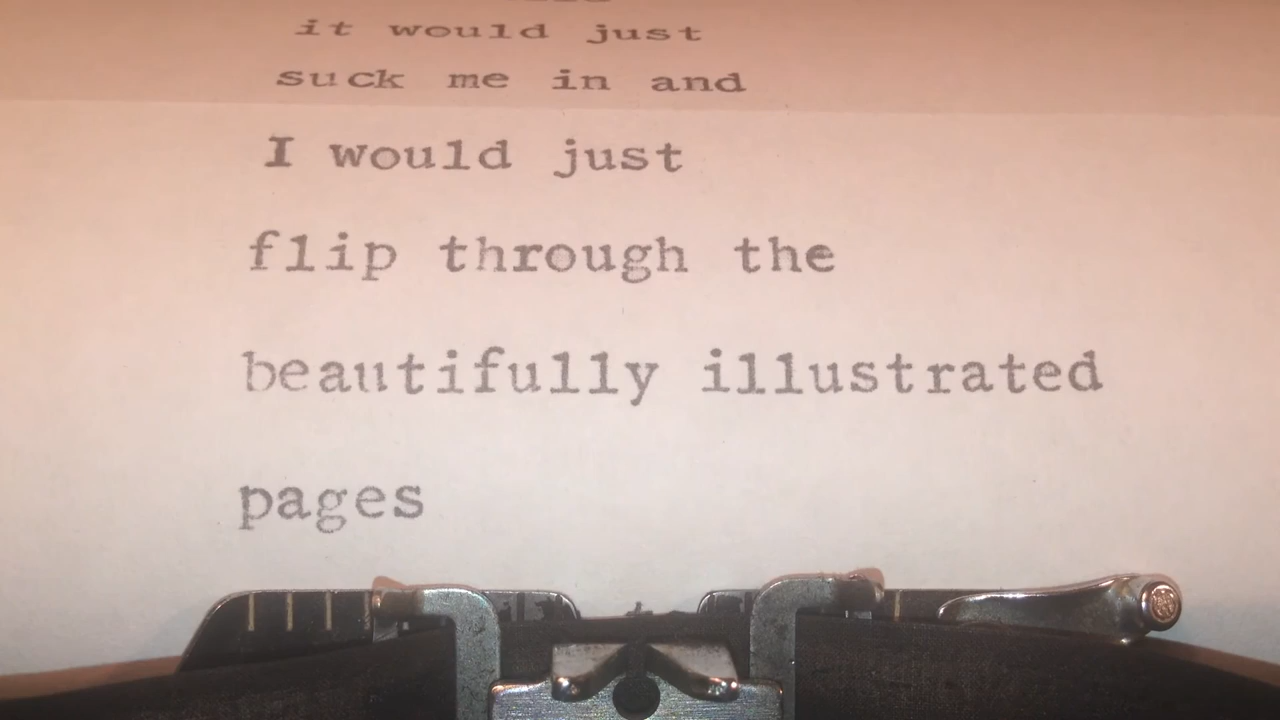 it would just
suck me in and
I would just
flip through the
beautifully illustrated
pages